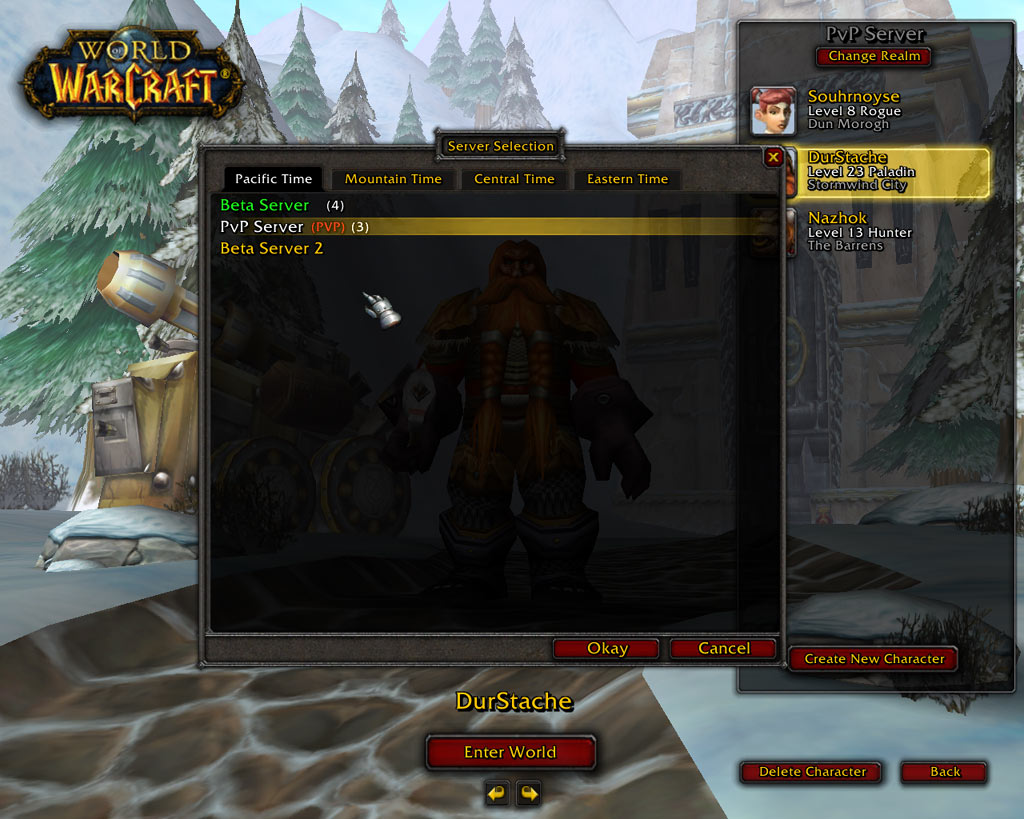 WORLD OF WARCRAFT®
PvP Server
Change Realm
Souhrnoyse
Level 8 Rogue
Dun Morogh
DurStache
Level 23 Paladin
Stormwind City
Nazhok
Level 13 Hunter
The Barrens
Server Selection
Pacific Time
Mountain Time
Central Time
Eastern Time
Beta Server (4)
PvP Server (PVP) (3)
Beta Server 2
Okay
Cancel
Create New Character
DurStache
Enter World
Delete Character
Back